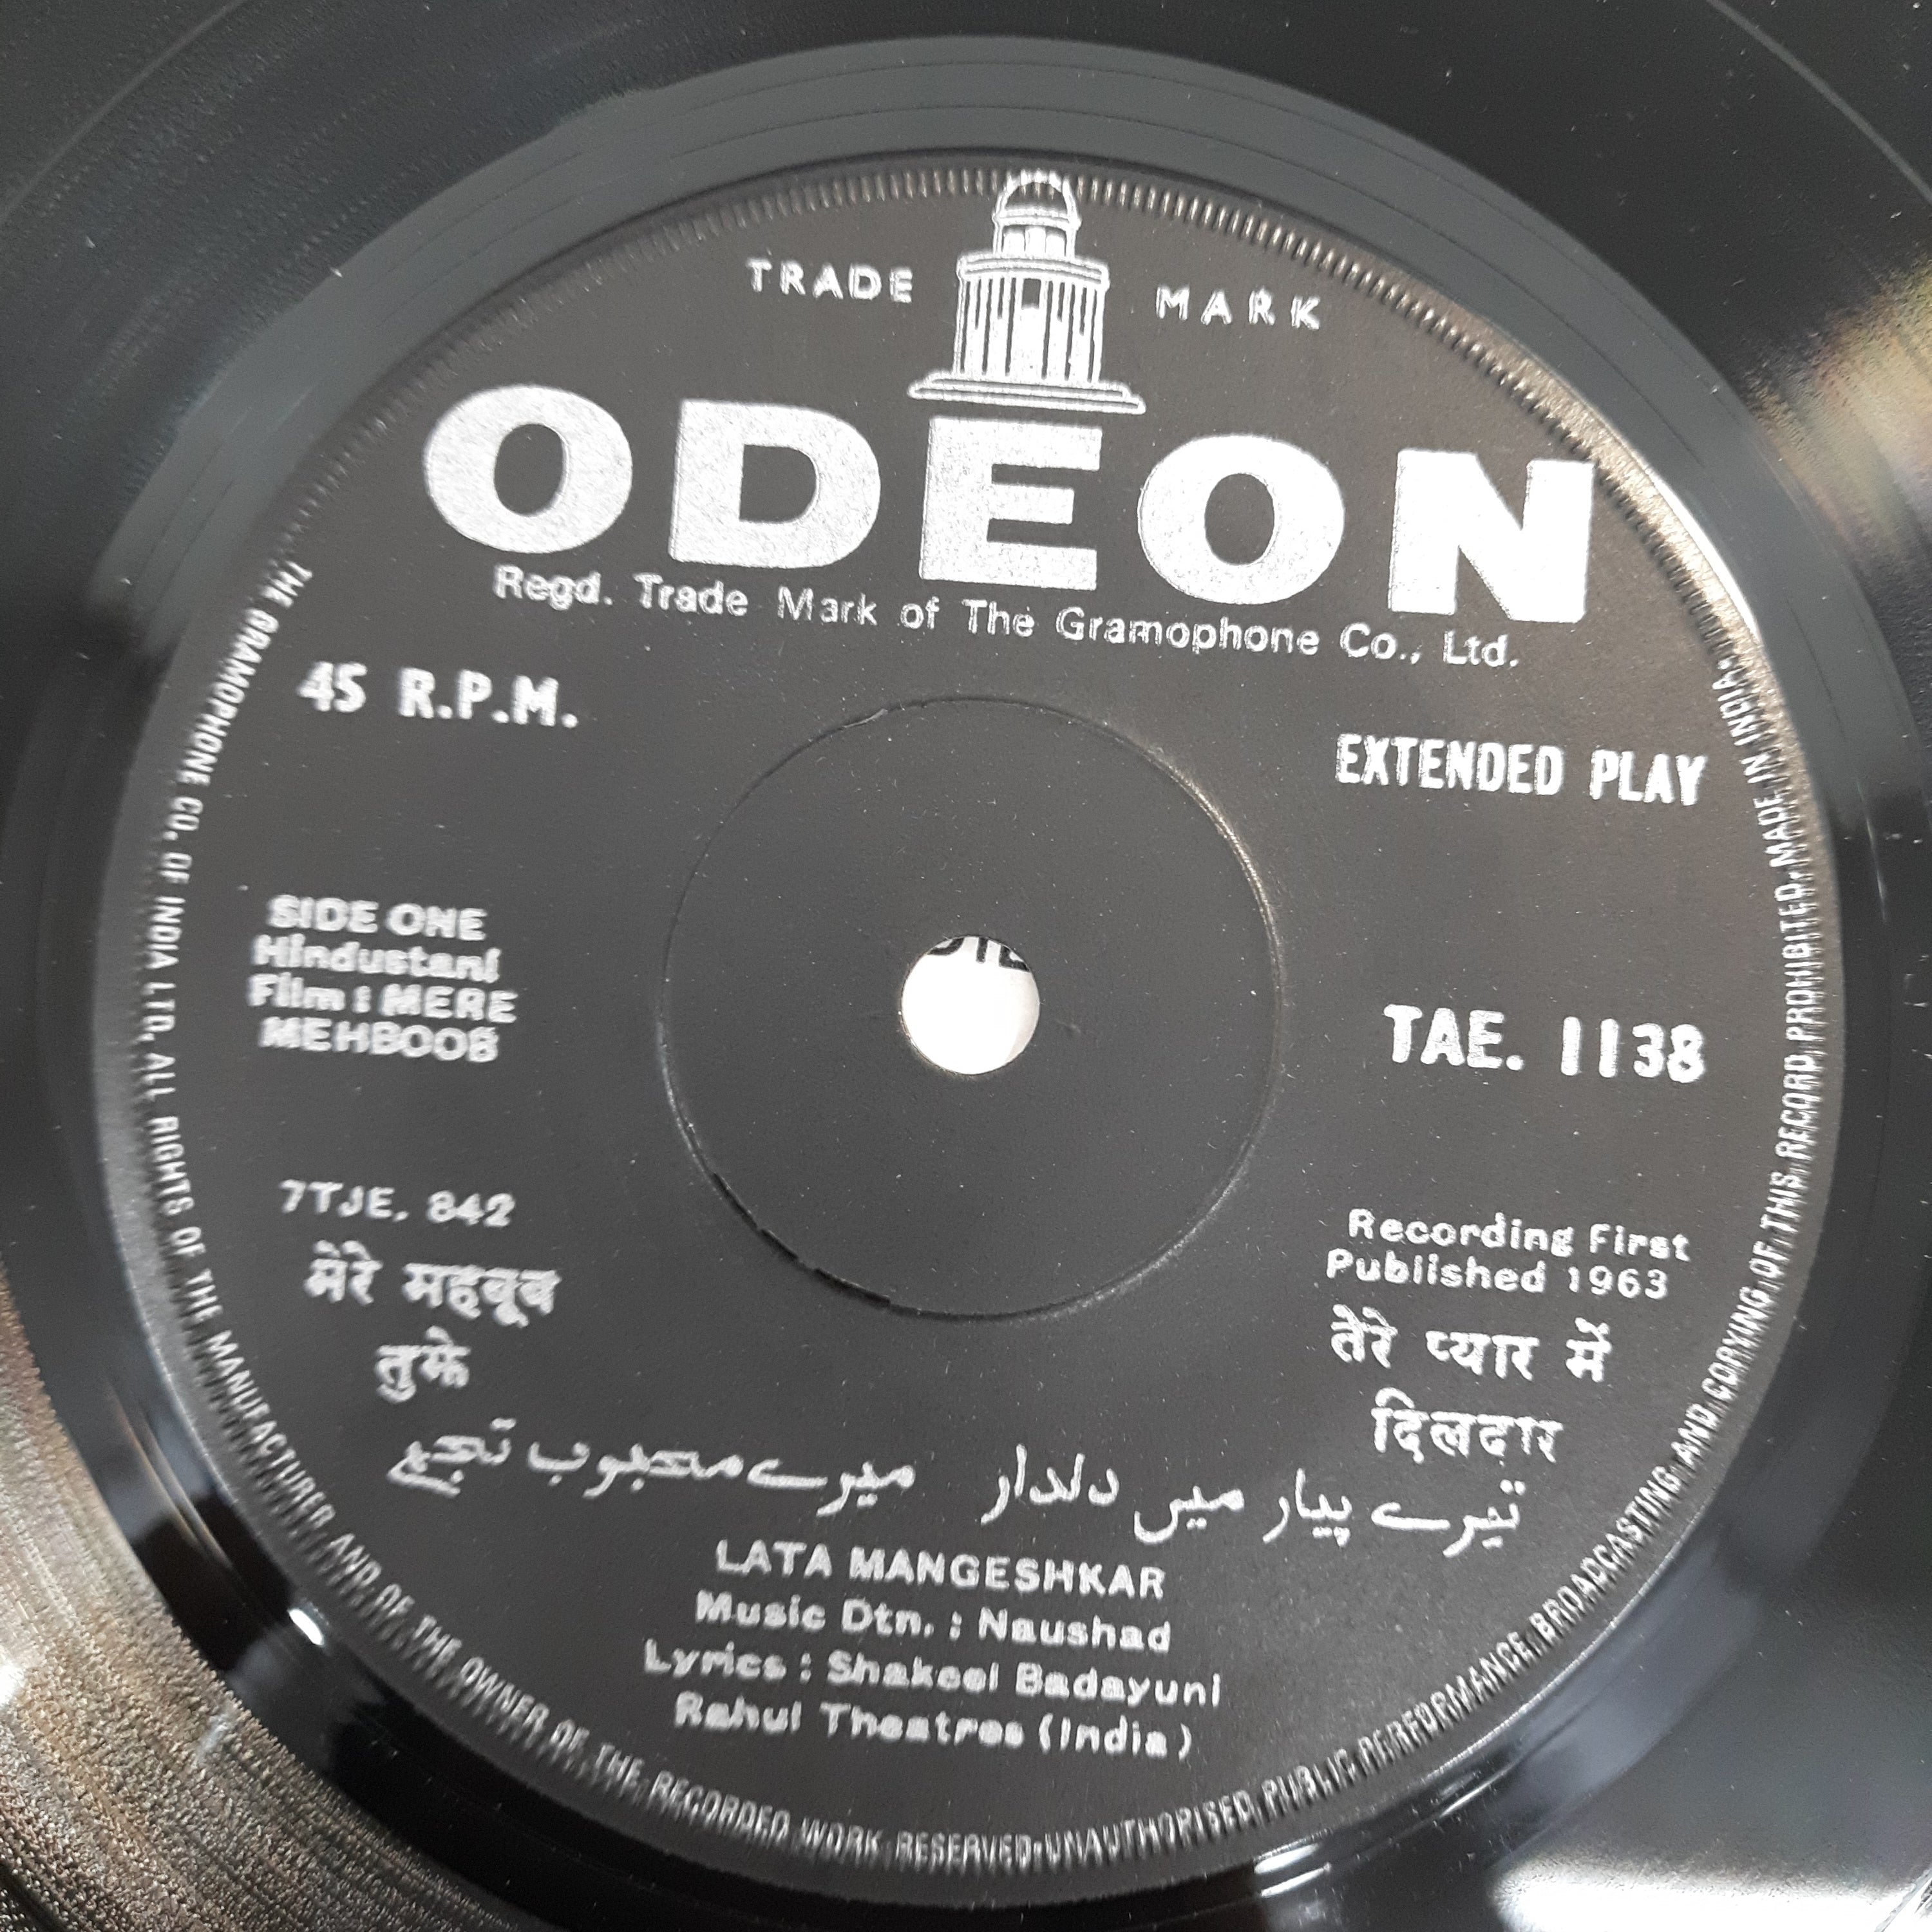 TRADE MARK
ODEON
Regd. Trade Mark of The Gramophone Co., Ltd.
45 R.P.M.
EXTENDED PLAY
SIDE ONE
Hindustani
Film : MERE
MEHBOOB
TAE. 1138
7TJE. 842
Recording First
Published 1963
मेरे महबूब
तुझे
तेरे प्यार में
दिलदार
تیرے پیار میں دلدار
میرے محبوب تجھے
LATA MANGESHKAR
Music Dtn. : Naushad
Lyrics : Shakeel Badayuni
Rahul Theatres (India)
THE GRAMOPHONE CO. OF INDIA LTD. ALL RIGHTS OF THE MANUFACTURER AND OF THE OWNER OF THE RECORDED WORK RESERVED. UNAUTHORISED PUBLIC PERFORMANCE BROADCASTING AND COPYING OF THIS RECORD PROHIBITED. MADE IN INDIA.